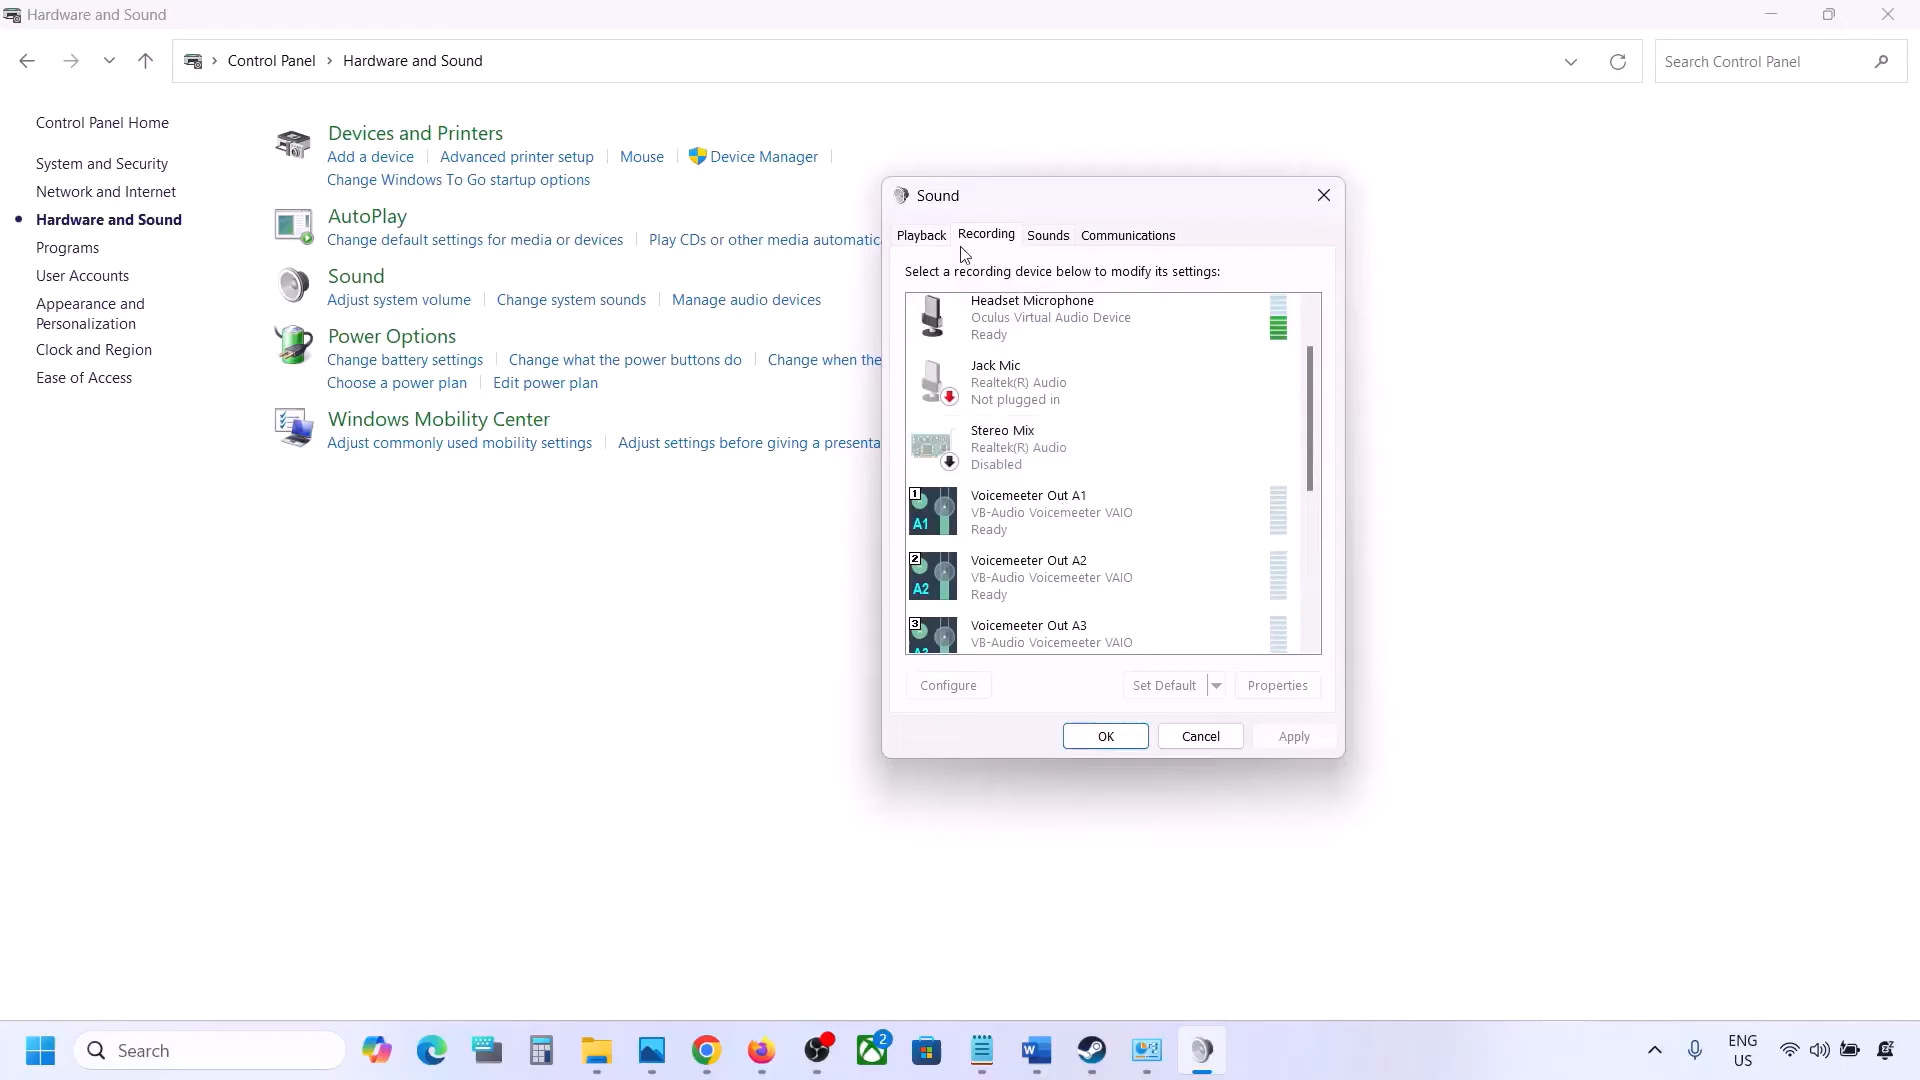 Hardware and Sound
Control Panel > Hardware and Sound
Search Control Panel
Control Panel Home
System and Security
Network and Internet
Hardware and Sound
Programs
User Accounts
Appearance and
Personalization
Clock and Region
Ease of Access
Devices and Printers
Add a device | Advanced printer setup | Mouse | Device Manager |
Change Windows To Go startup options
AutoPlay
Change default settings for media or devices | Play CDs or other media automatic
Sound
Adjust system volume | Change system sounds | Manage audio devices
Power Options
Change battery settings | Change what the power buttons do | Change when the
Choose a power plan | Edit power plan
Windows Mobility Center
Adjust commonly used mobility settings | Adjust settings before giving a presenta
Sound
Playback Recording Sounds Communications
Select a recording device below to modify its settings:
Headset Microphone
Oculus Virtual Audio Device
Ready
Jack Mic
Realtek(R) Audio
Not plugged in
Stereo Mix
Realtek(R) Audio
Disabled
1
A1
Voicemeeter Out A1
VB-Audio Voicemeeter VAIO
Ready
2
A2
Voicemeeter Out A2
VB-Audio Voicemeeter VAIO
Ready
3
A3
Voicemeeter Out A3
VB-Audio Voicemeeter VAIO
Configure Set Default Properties
OK Cancel Apply
Search
2
ENG
US